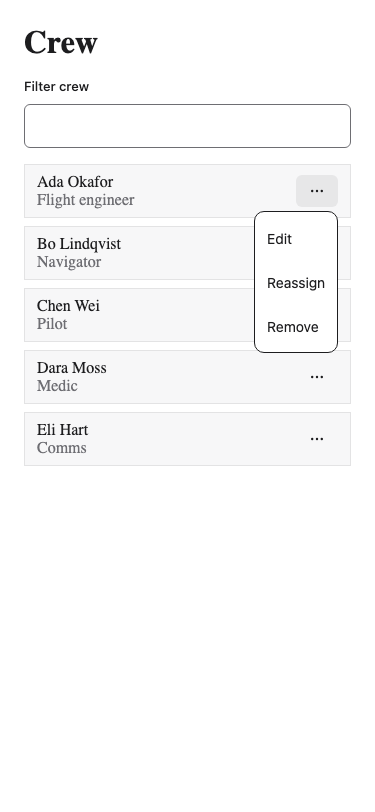 Crew
Filter crew
Ada Okafor
Flight engineer
...
Edit
Reassign
Remove
Bo Lindqvist
Navigator
Chen Wei
Pilot
Dara Moss
Medic
...
Eli Hart
Comms
...